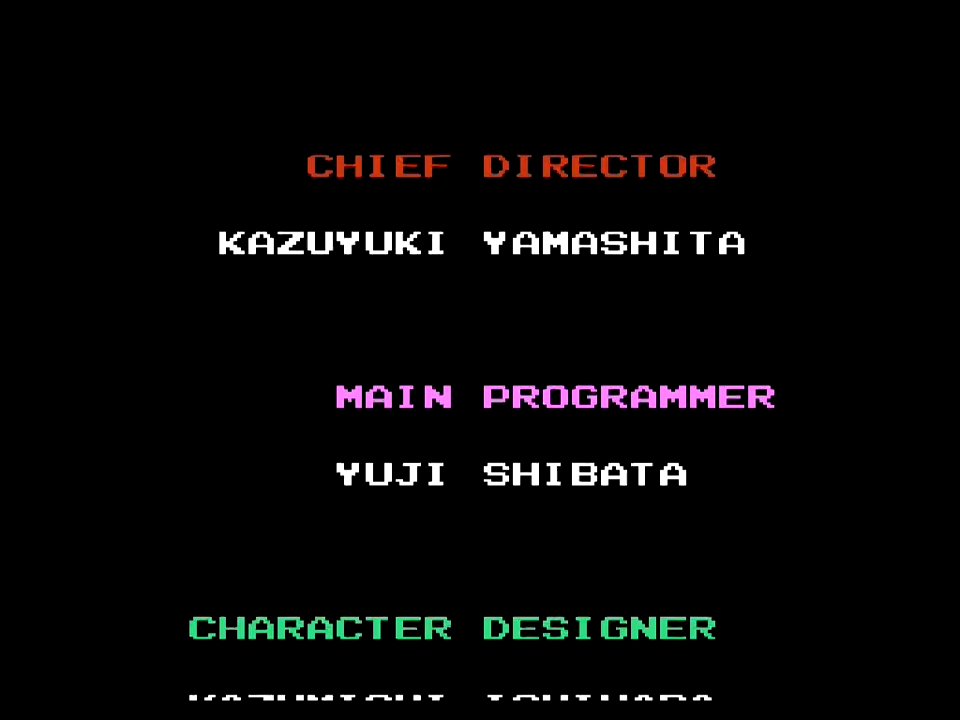 CHIEF DIRECTOR
KAZUYUKI YAMASHITA
MAIN PROGRAMMER
YUJI SHIBATA
CHARACTER DESIGNER